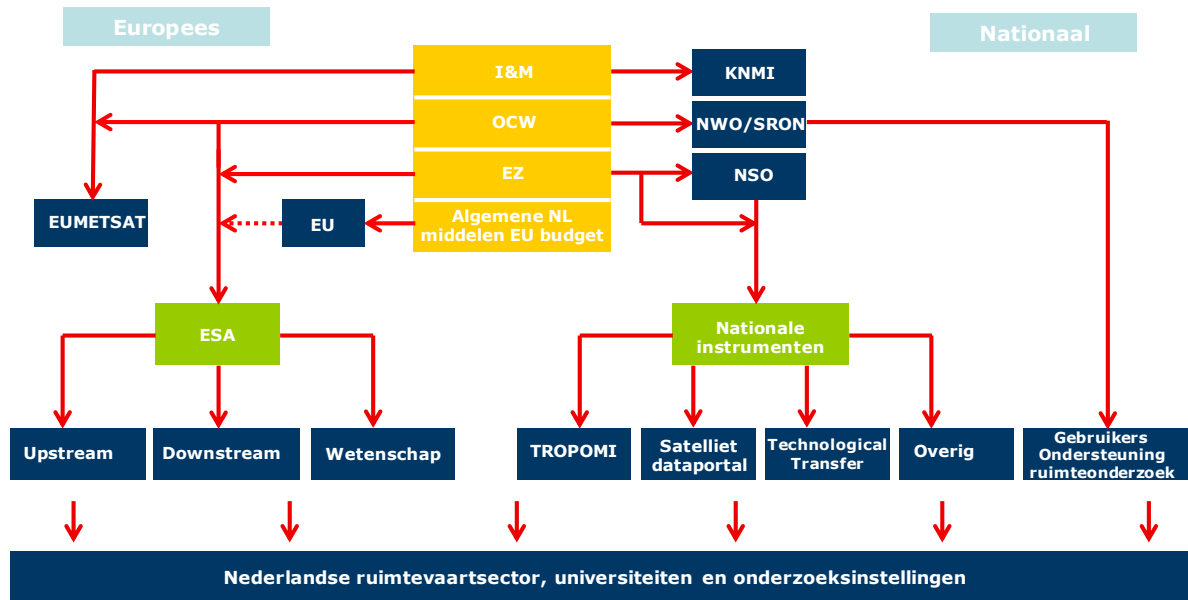 Europees
Nationaal
I&M
KNMI
OCW
NWO/SRON
EZ
NSO
EUMETSAT
EU
Algemene NL
middelen EU budget
ESA
Nationale
instrumenten
Upstream
Downstream
Wetenschap
TROPOMI
Satelliet
dataportal
Technological
Transfer
Overig
Gebruikers
Ondersteuning
ruimteonderzoek
Nederlandse ruimtevaartsector, universiteiten en onderzoeksinstellingen